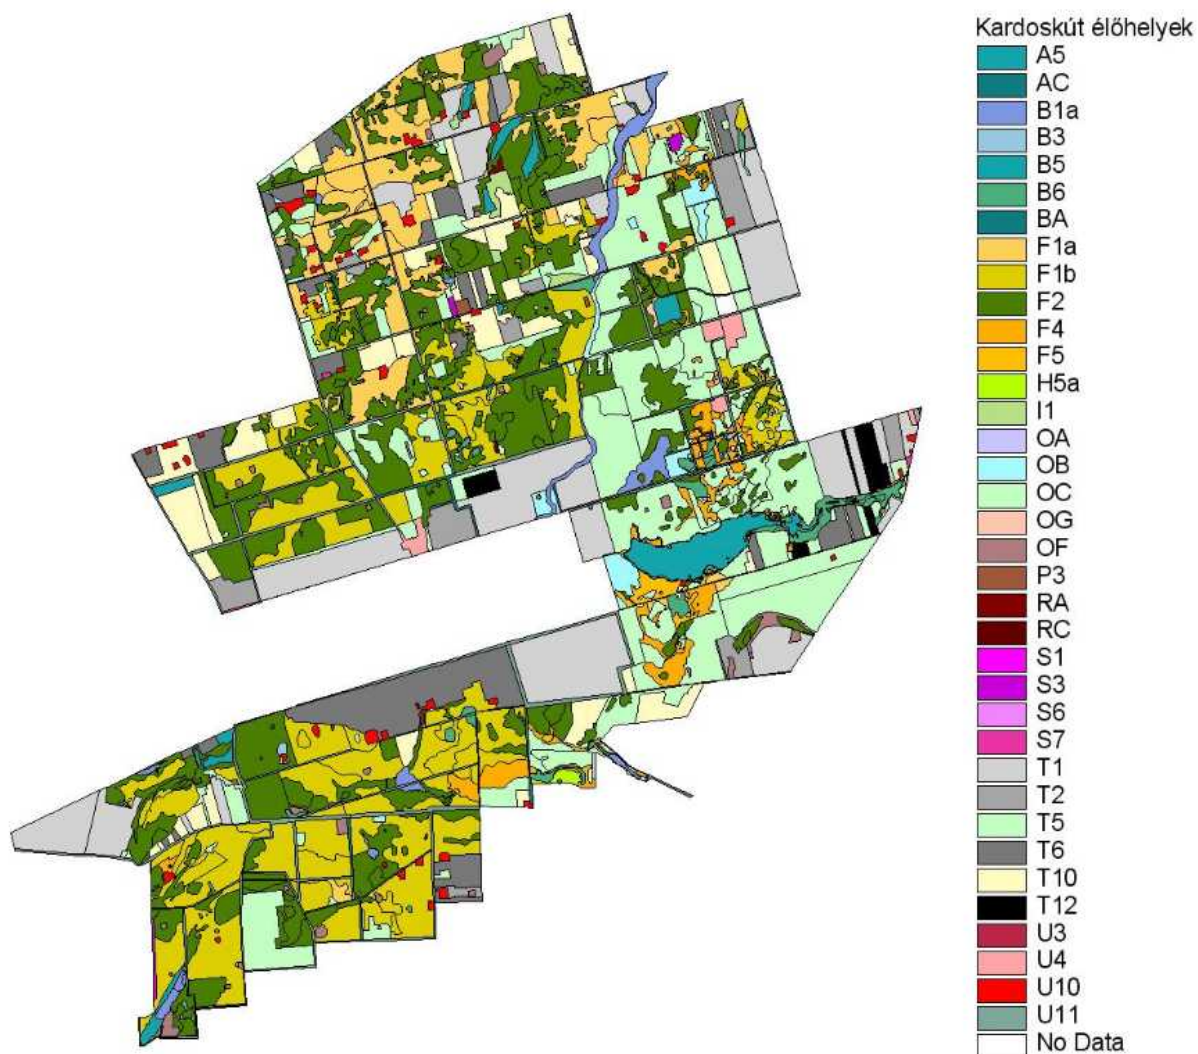 Kardoskút élőhelyek
A5
AC
B1a
B3
B5
B6
BA
F1a
F1b
F2
F4
F5
H5a
I1
OA
OB
OC
OG
OF
P3
RA
RC
S1
S3
S6
S7
T1
T2
T5
T6
T10
T12
U3
U4
U10
U11
No Data